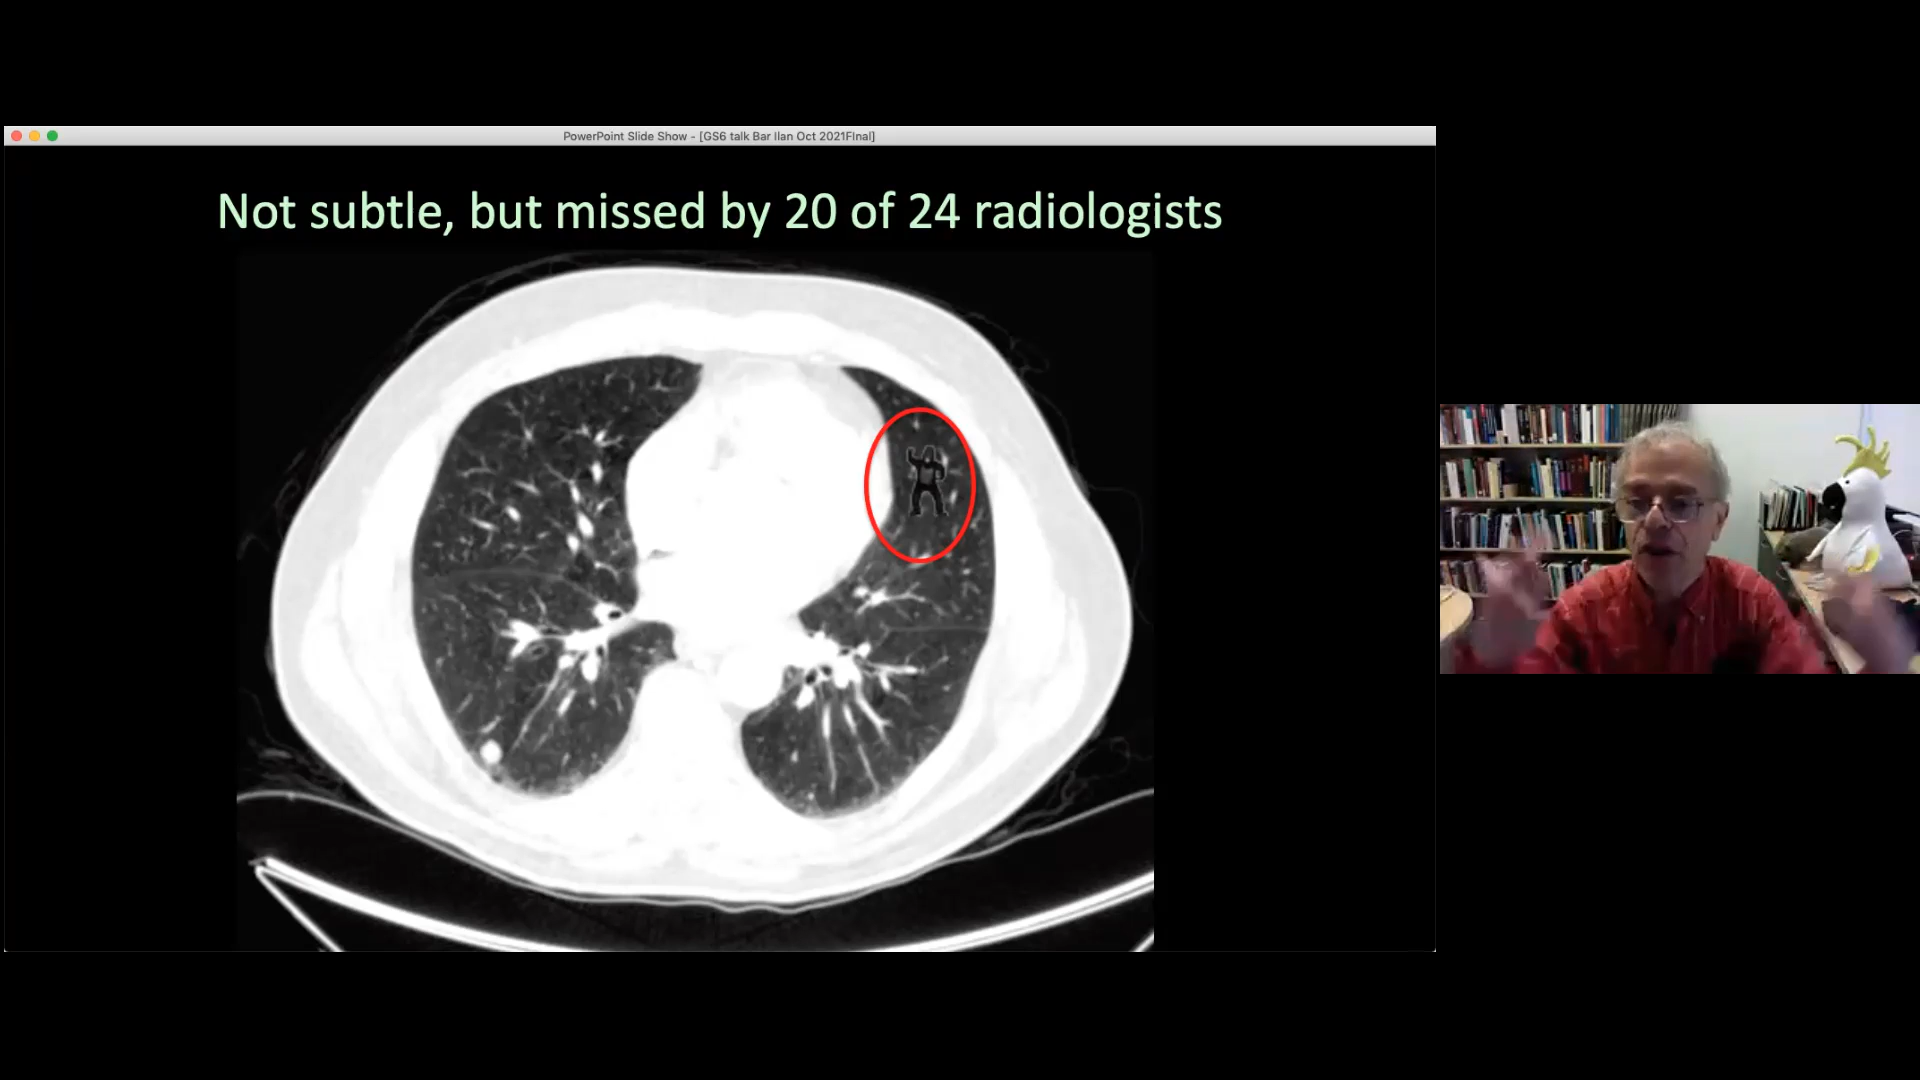 PowerPoint Slide Show - [GS6 talk Bar Ilan Oct 2021FInal]
Not subtle, but missed by 20 of 24 radiologists